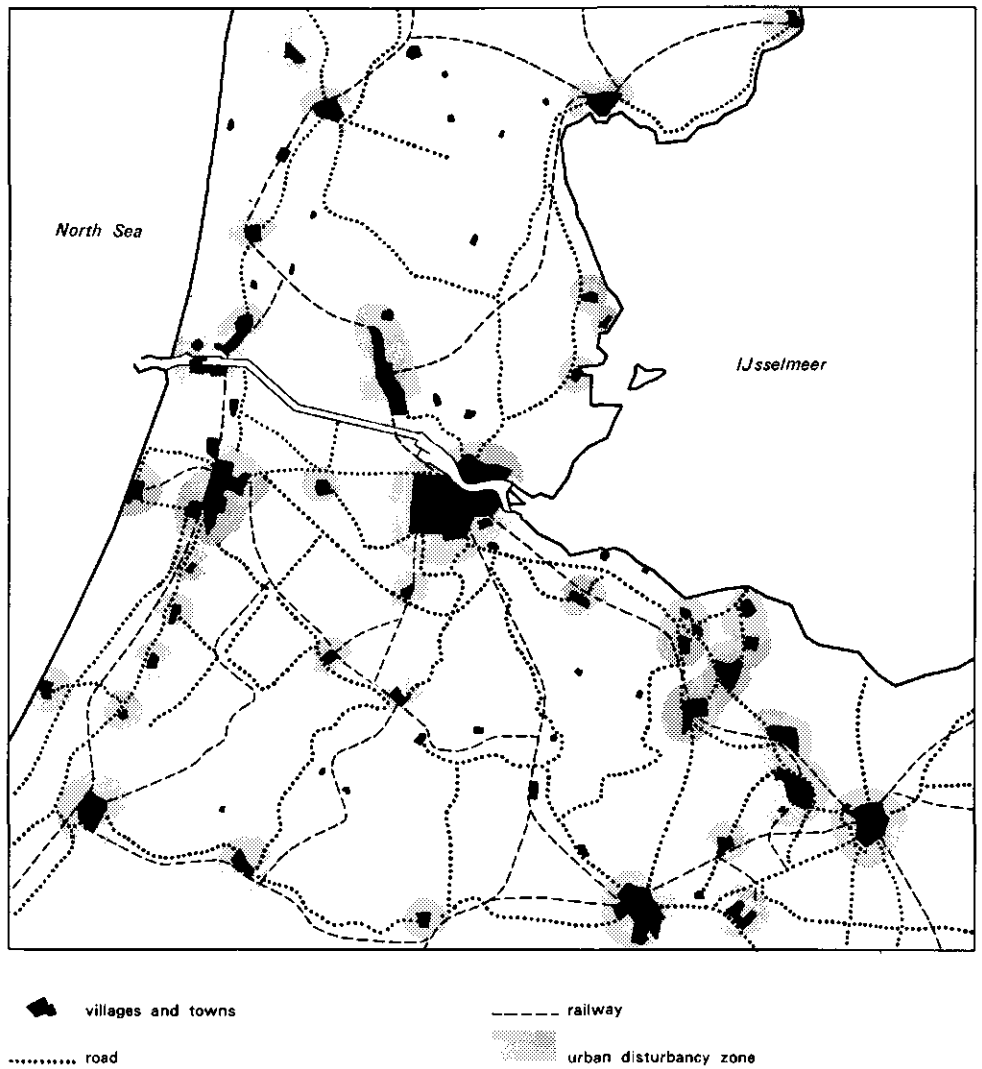 North Sea
IJsselmeer
villages and towns
railway
road
urban disturbancy zone